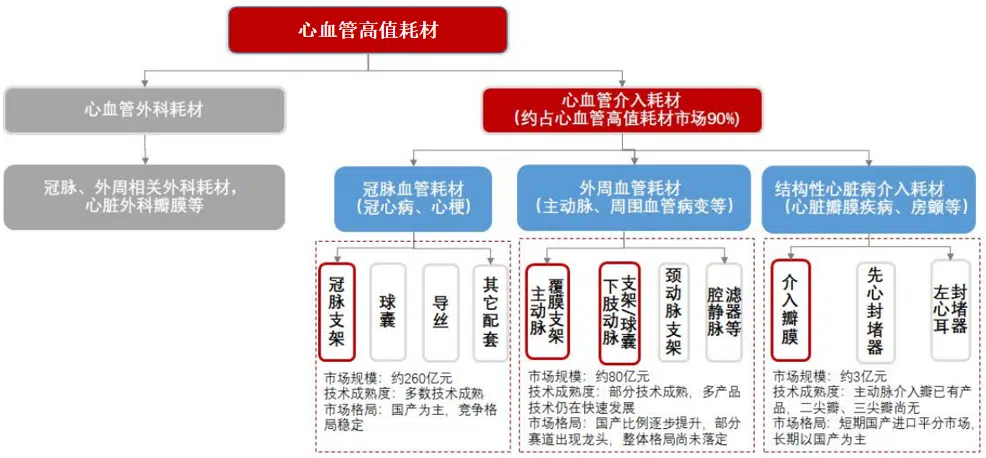 心血管高值耗材
心血管外科耗材
心血管介入耗材
(约占心血管高值耗材市场90%)
冠脉、外周相关外科耗材，
心脏外科瓣膜等
冠脉血管耗材
(冠心病、心梗)
外周血管耗材
(主动脉、周围血管病变等)
结构性心脏病介入耗材
(心脏瓣膜疾病、房颤等)
冠脉支架
球囊
导丝
其它配套
覆膜支架
主动脉
支架/球囊
下肢动脉
颈动脉支架
滤器等
腔静脉
介入瓣膜
先心封堵器
封堵器
左心耳
市场规模：约260亿元
技术成熟度：多数技术成熟
市场格局：国产为主，竞争格
局稳定
市场规模：约80亿元
技术成熟度：部分技术成熟，多产品
技术仍在快速发展
市场格局：国产比例逐步提升，部分
赛道出现龙头，整体格局尚未落定
市场规模：约3亿元
技术成熟度：主动脉介入瓣已有产
品，二尖瓣、三尖瓣尚无
市场格局：短期国产进口平分市场，
长期以国产为主